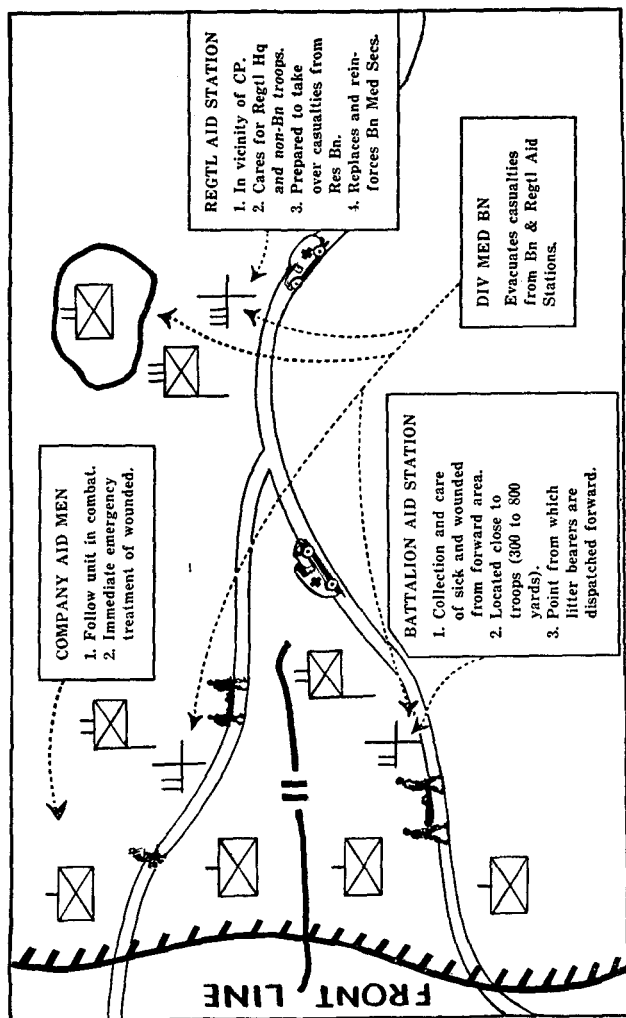 COMPANY AID MEN
1. Follow unit in combat.
2. Immediate emergency
treatment of wounded.
REGTL AID STATION
1. In vicinity of CP.
2. Cares for Regtl Hq
and non-Bn troops.
3. Prepared to take
over casualties from
Res Bn.
4. Replaces and rein-
forces Bn Med Secs.
BATTALION AID STATION
1. Collection and care
of sick and wounded
from forward area.
2. Located close to
troops (300 to 800
yards).
3. Point from which
litter bearers are
dispatched forward.
DIV MED BN
Evacuates casualties
from Bn & Regtl Aid
Stations.
FRONT LINE